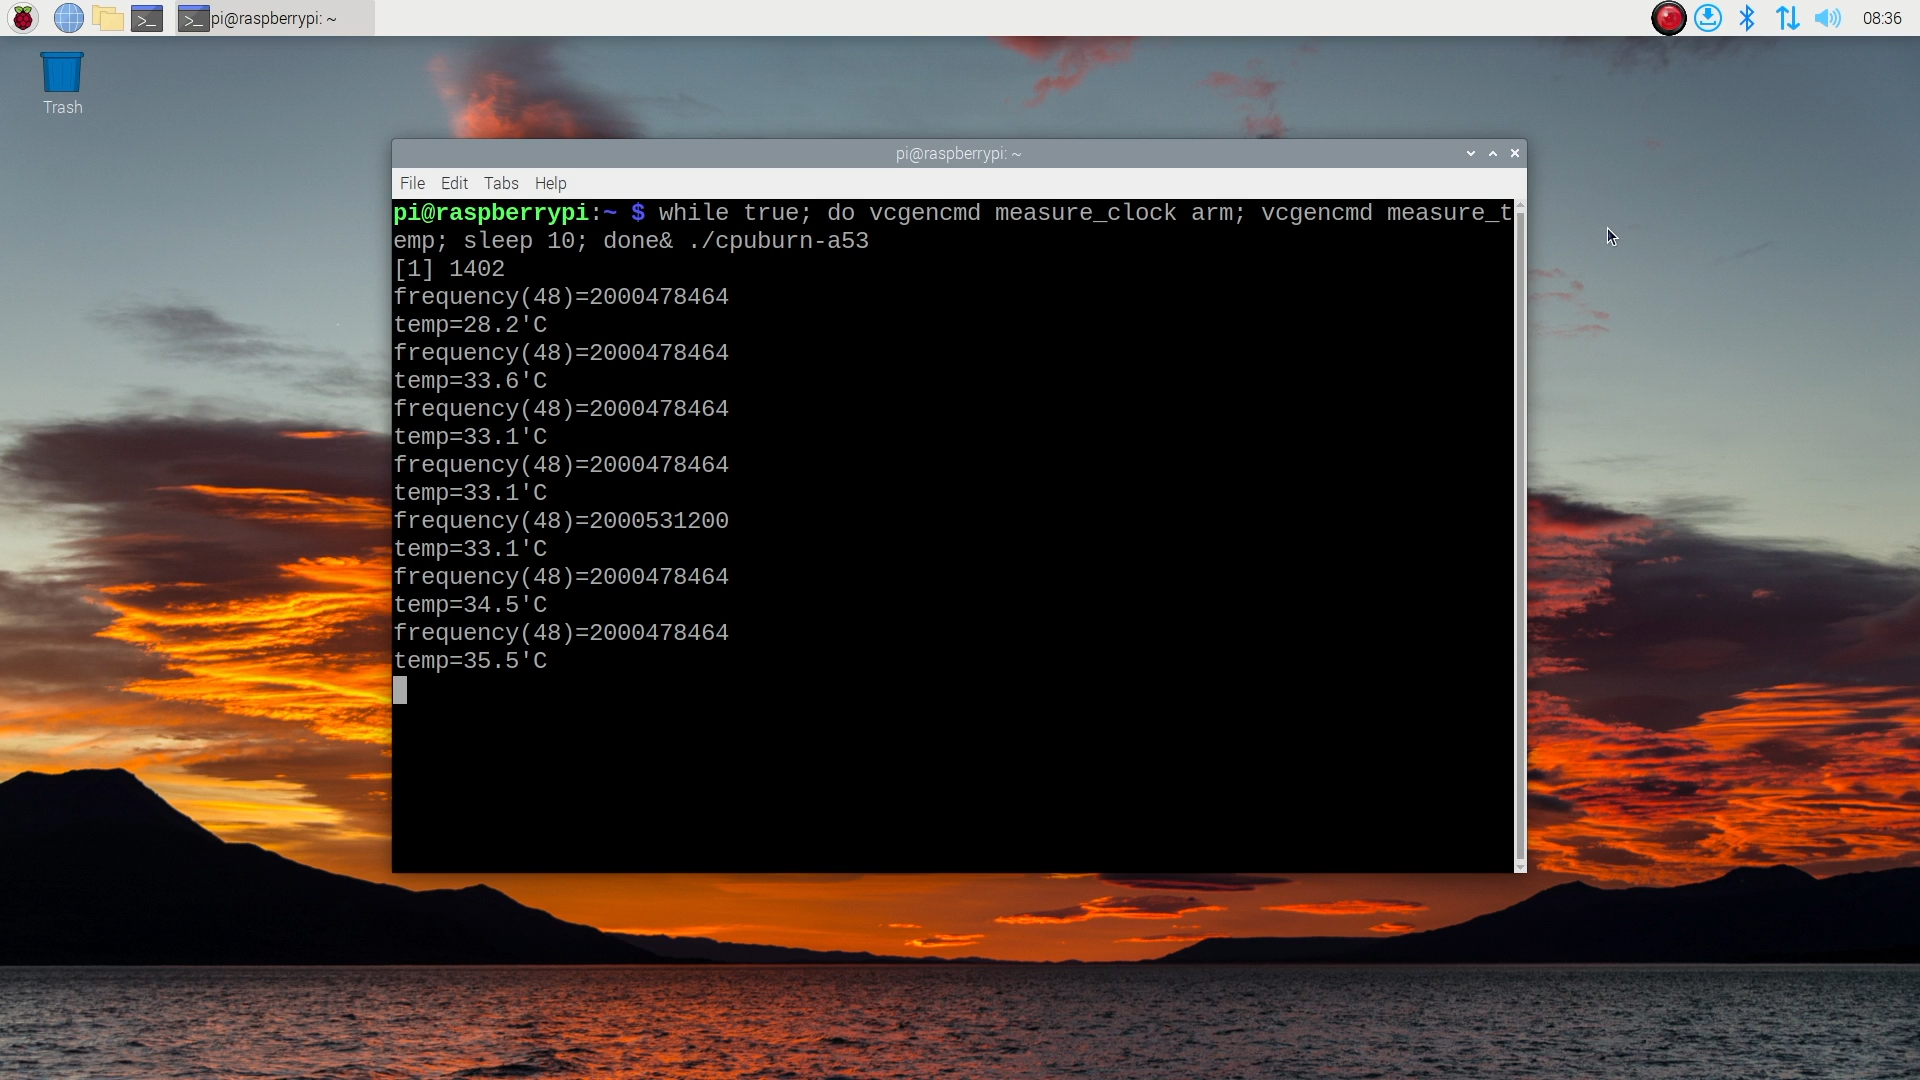 pi@raspberrypi: ~
08:36
Trash
pi@raspberrypi: ~
File Edit Tabs Help
pi@raspberrypi:~ $ while true; do vcgencmd measure_clock arm; vcgencmd measure_t
emp; sleep 10; done& ./cpuburn-a53
[1] 1402
frequency(48)=2000478464
temp=28.2'C
frequency(48)=2000478464
temp=33.6'C
frequency(48)=2000478464
temp=33.1'C
frequency(48)=2000478464
temp=33.1'C
frequency(48)=2000531200
temp=33.1'C
frequency(48)=2000478464
temp=34.5'C
frequency(48)=2000478464
temp=35.5'C